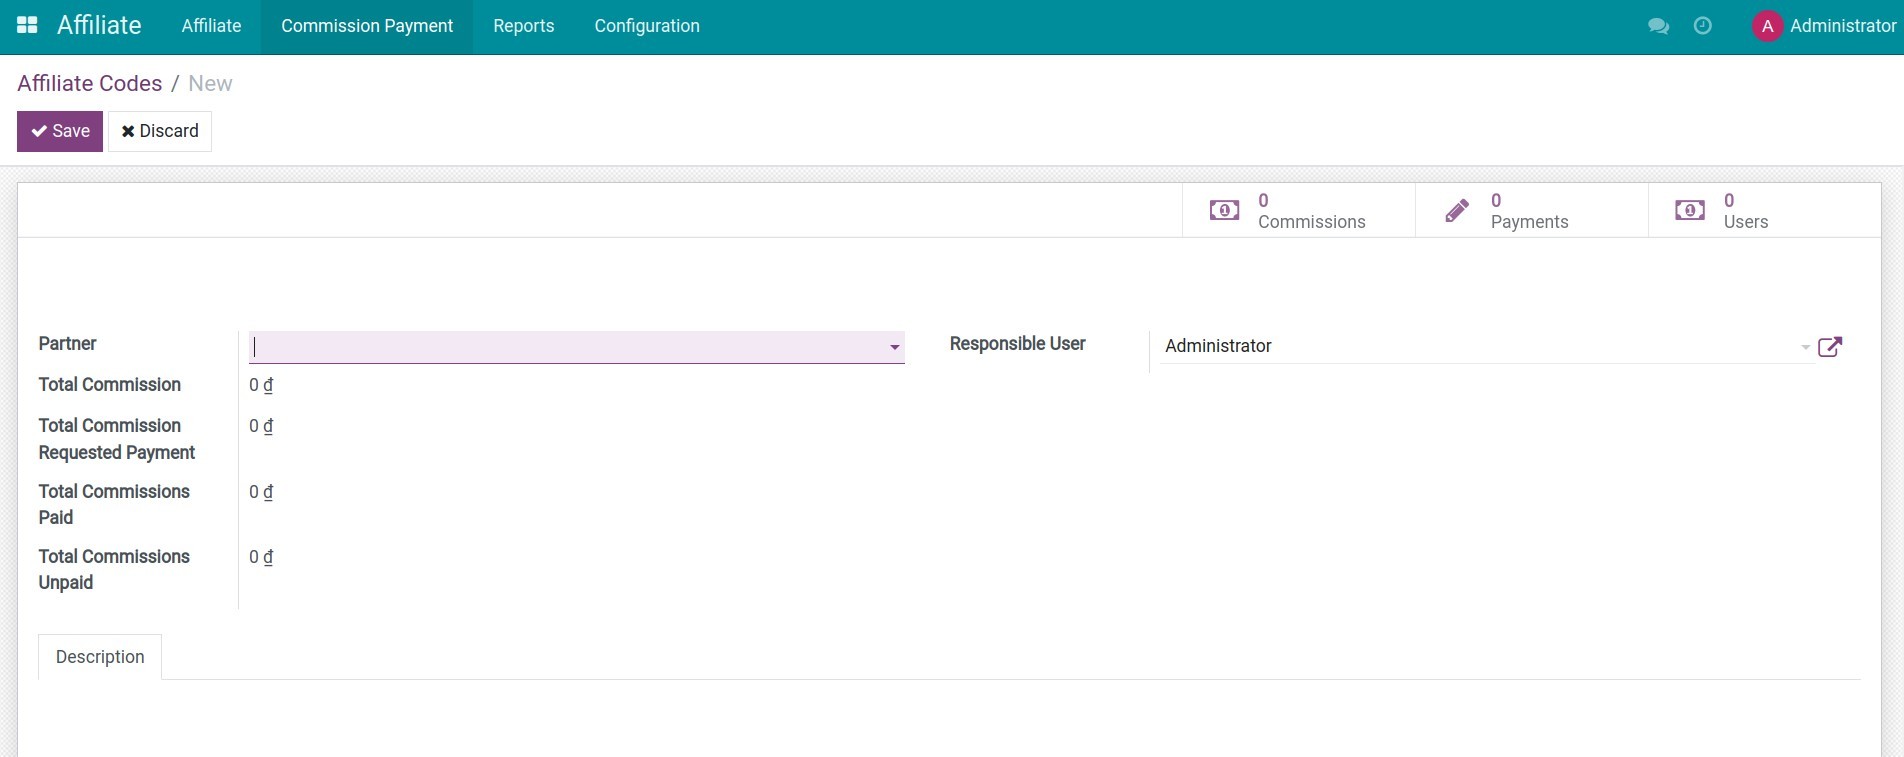 Affiliate Affiliate Commission Payment Reports Configuration A Administrator
Affiliate Codes / New
Save Discard
0 0 0
Commissions Payments Users
Partner Responsible User Administrator
Total Commission 0 ₫
Total Commission 0 ₫
Requested Payment
Total Commissions 0 ₫
Paid
Total Commissions 0 ₫
Unpaid
Description